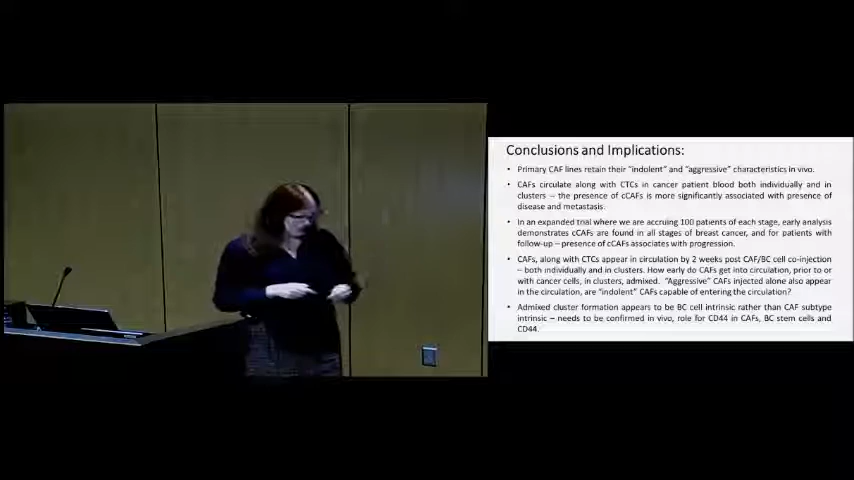 Conclusions and Implications:
• Primary CAF lines retain their "indolent" and "aggressive" characteristics in vivo.
• CAFs circulate along with CTCs in cancer patient blood both individually and in
clusters – the presence of cCAFs is more significantly associated with presence of
disease and metastasis.
• In an expanded trial where we are accruing 100 patients of each stage, early analysis
demonstrates cCAFs are found in all stages of breast cancer, and for patients with
follow-up – presence of cCAFs associates with progression.
• CAFs, along with CTCs appear in circulation by 2 weeks post CAF/BC cell co-injection
– both individually and in clusters. How early do CAFs get into circulation, prior to or
with cancer cells, in clusters, admixed. "Aggressive" CAFs injected alone also appear
in the circulation, are "indolent" CAFs capable of entering the circulation?
• Admixed cluster formation appears to be BC cell intrinsic rather than CAF subtype
intrinsic – needs to be confirmed in vivo, role for CD44 in CAFs, BC stem cells and
CD44.